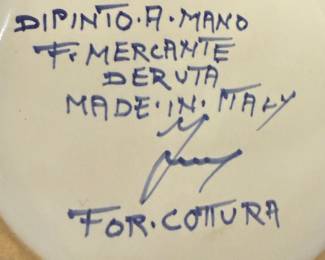 DIPINTO·A·MANO
F. MERCANTE
DERUTA
MADE·IN·ITALY
FOR·COTTURA